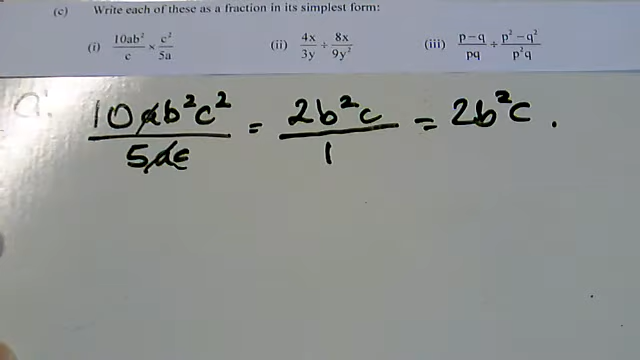 (c) Write each of these as a fraction in its simplest form:
(i) 10ab²/c × c²/5a (ii) 4x/3y ÷ 8x/9y² (iii) p−q/pq ÷ p²−q²/p²q
10ab²c²/5ac = 2b²c/1 = 2b²c.